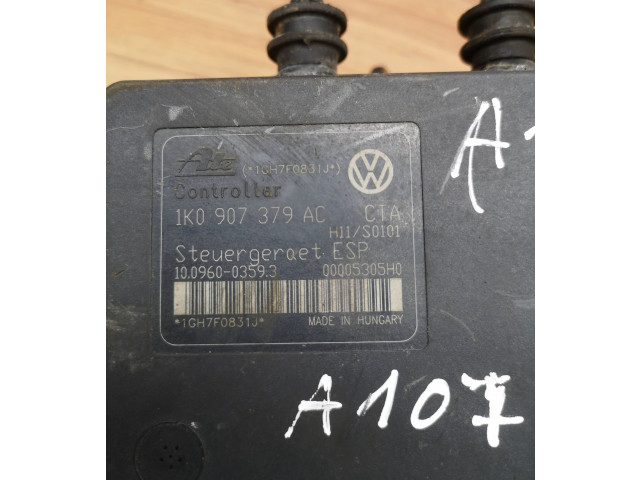 Ate (*1GH7F0831J*)
Controller
1K0 907 379 AC CTA
H11/S0101
Steuergeraet ESP
10.0960-0359.3 00005305H0
*1GH7F0831J* MADE IN HUNGARY
A1
A107